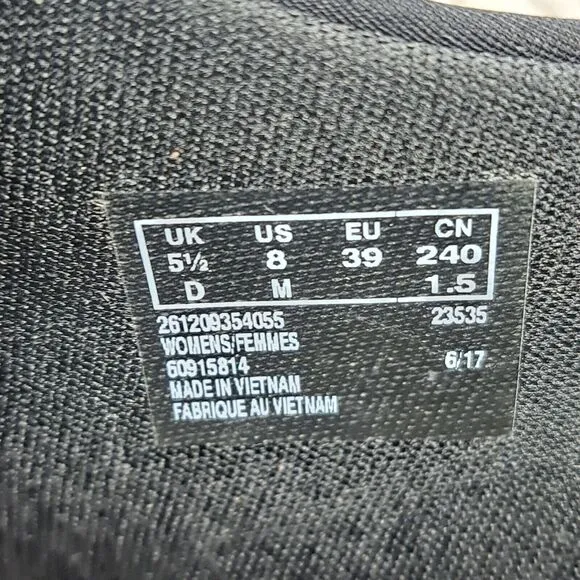 UK US EU CN
5½ 8 39 240
D M 1.5
261209354055 23535
WOMENS/FEMMES
60915814 6/17
MADE IN VIETNAM
FABRIQUE AU VIETNAM